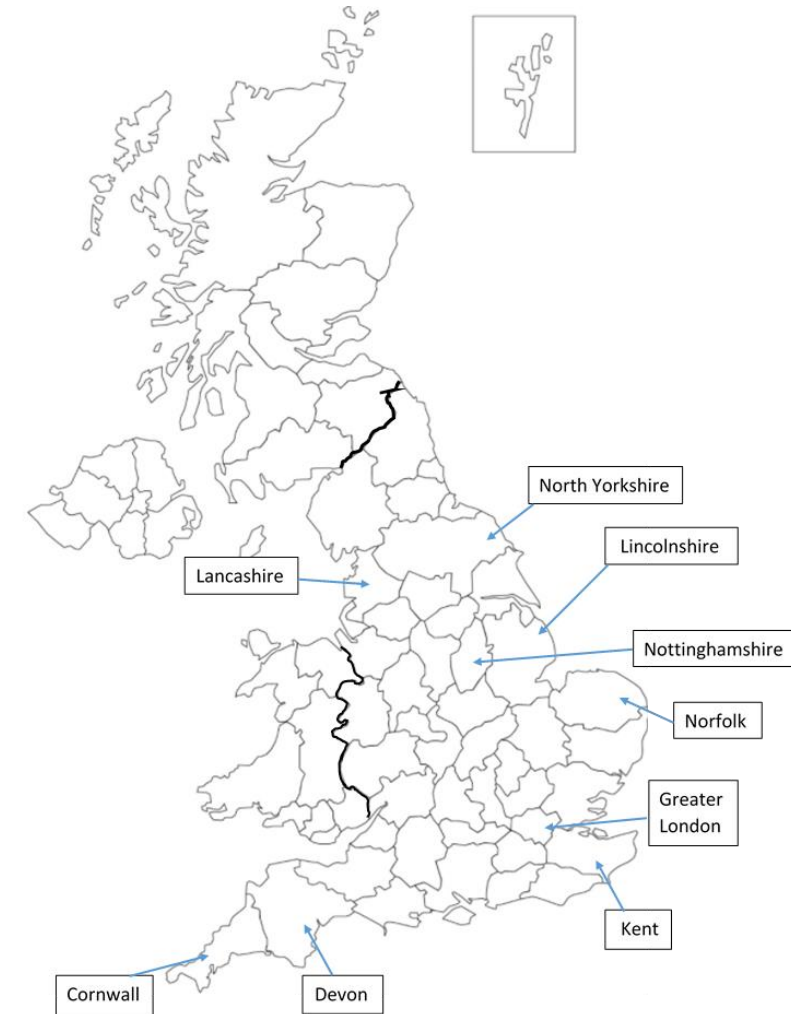 North Yorkshire
Lincolnshire
Lancashire
Nottinghamshire
Norfolk
Greater
London
Kent
Cornwall
Devon